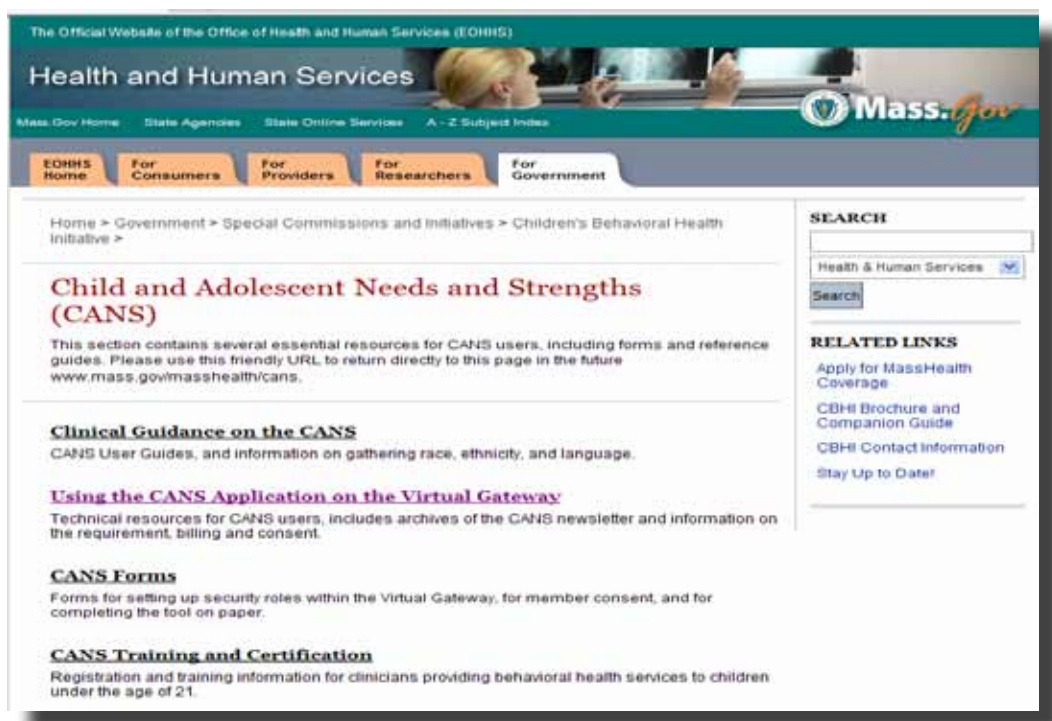 The Official Website of the Office of Health and Human Services (EOHHS)
Health and Human Services
Mass.Gov Home State Agencies State Online Services A - Z Subject Index
Mass.Gov
EOHHS Home
For Consumers
For Providers
For Researchers
For Government
Home > Government > Special Commissions and Initiatives > Children's Behavioral Health
Initiative >
Child and Adolescent Needs and Strengths
(CANS)
This section contains several essential resources for CANS users, including forms and reference
guides. Please use this friendly URL to return directly to this page in the future
www.mass.gov/masshealth/cans.
Clinical Guidance on the CANS
CANS User Guides, and information on gathering race, ethnicity, and language.
Using the CANS Application on the Virtual Gateway
Technical resources for CANS users, includes archives of the CANS newsletter and information on
the requirement, billing and consent.
CANS Forms
Forms for setting up security roles within the Virtual Gateway, for member consent, and for
completing the tool on paper.
CANS Training and Certification
Registration and training information for clinicians providing behavioral health services to children
under the age of 21.
SEARCH
Health & Human Services
Search
RELATED LINKS
Apply for MassHealth
Coverage
CBHI Brochure and
Companion Guide
CBHI Contact Information
Stay Up to Date!